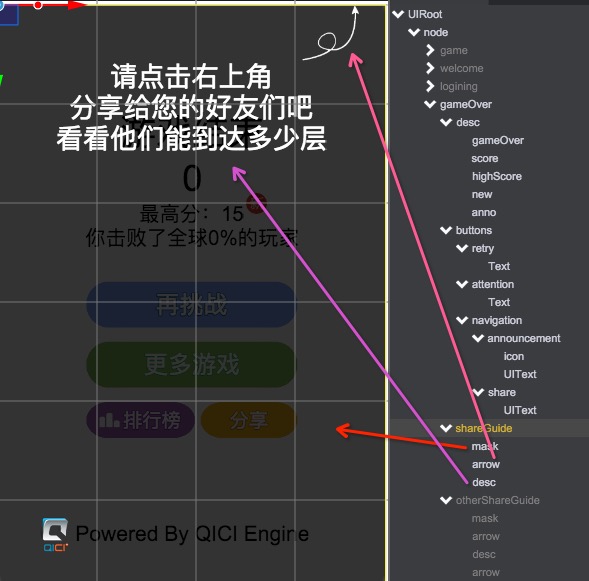 请点击右上角
分享给您的好友们吧
看看他们能到达多少层
0
最高分：15
你击败了全球0%的玩家
再挑战
更多游戏
排行榜
分享
QICI
Powered By QICI Engine
UIRoot
node
game
welcome
logining
gameOver
desc
gameOver
score
highScore
new
anno
buttons
retry
Text
attention
Text
navigation
announcement
icon
UIText
share
UIText
shareGuide
mask
arrow
desc
otherShareGuide
mask
arrow
desc
arrow